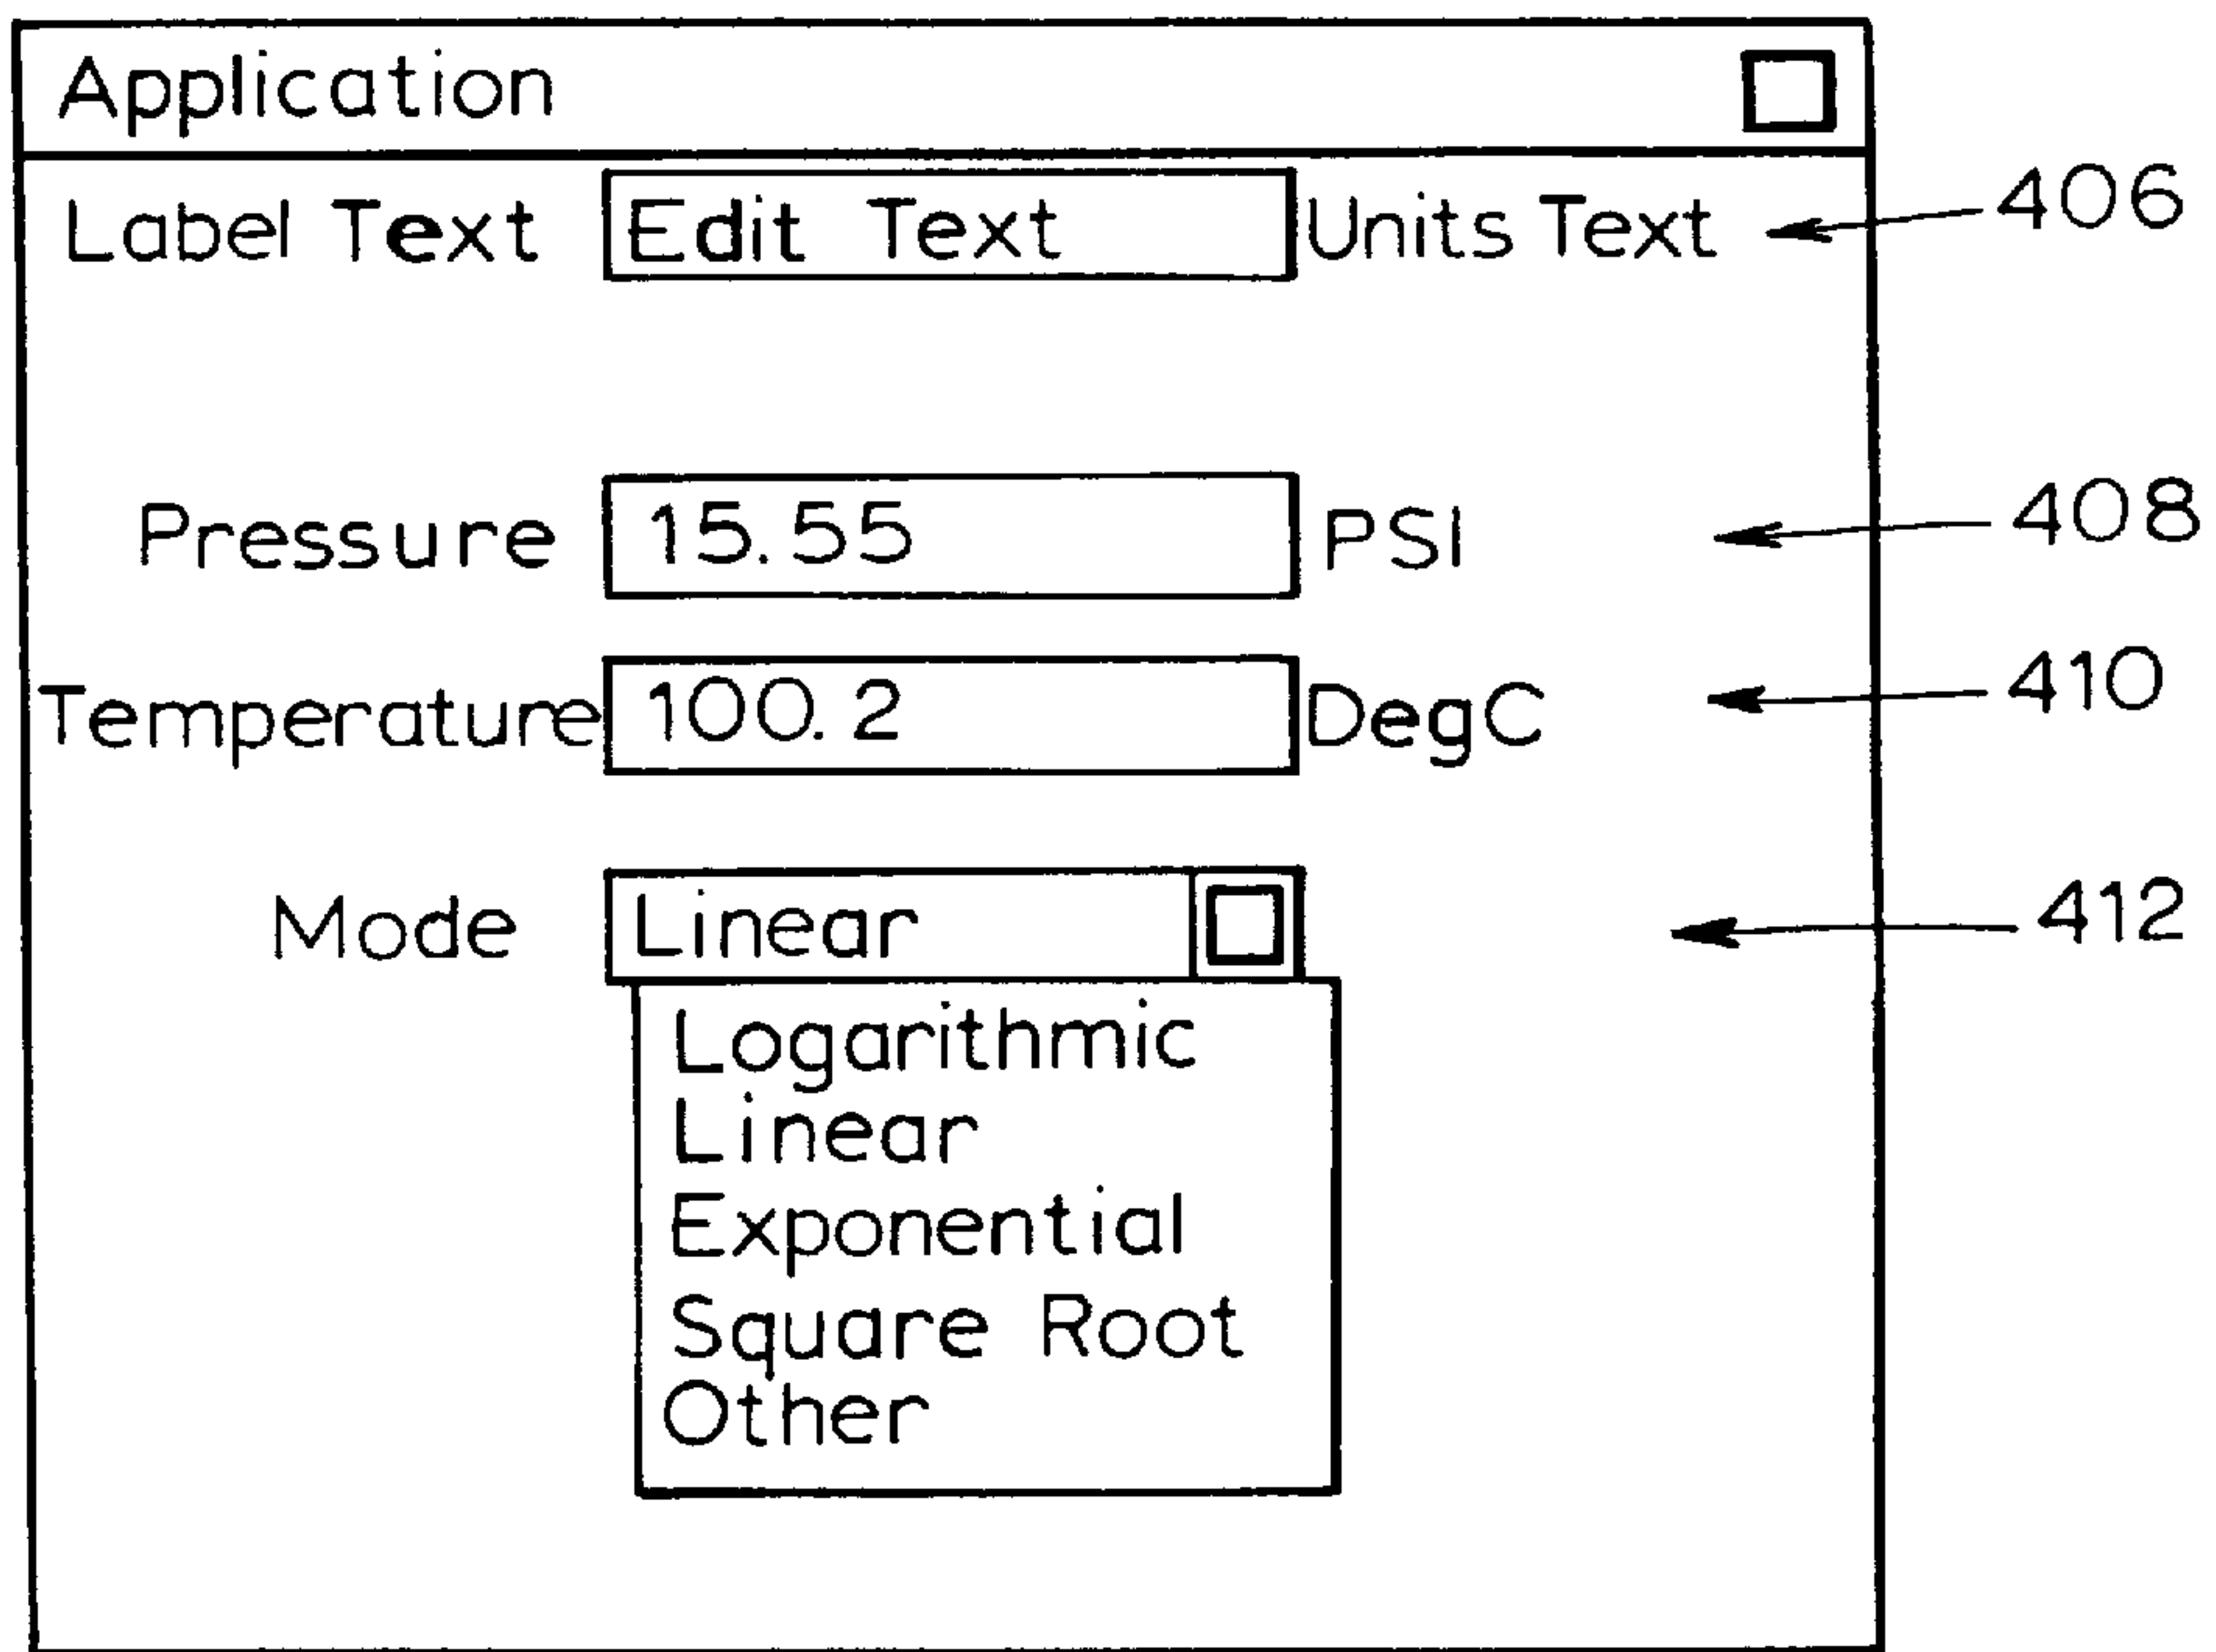 Application
Label Text Edit Text Units Text 406
Pressure 15.55 PSI 408
Temperature 100.2 DegC 410
Mode Linear 412
Logarithmic
Linear
Exponential
Square Root
Other